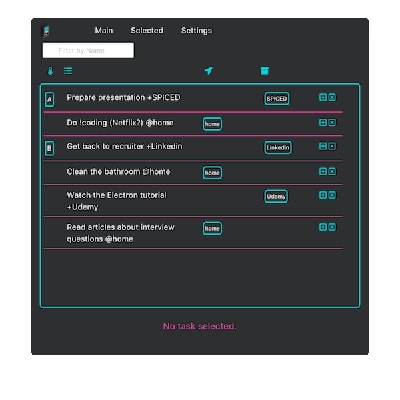 Main Selected Settings
Filter by Name
A Prepare presentation +SPICED SPICED
Do !coding (Netflix?) @home home
B Get back to recruiter +Linkedin Linkedin
Clean the bathroom @home home
Watch the Electron tutorial
+Udemy Udemy
Read articles about interview
questions @home home
No task selected.